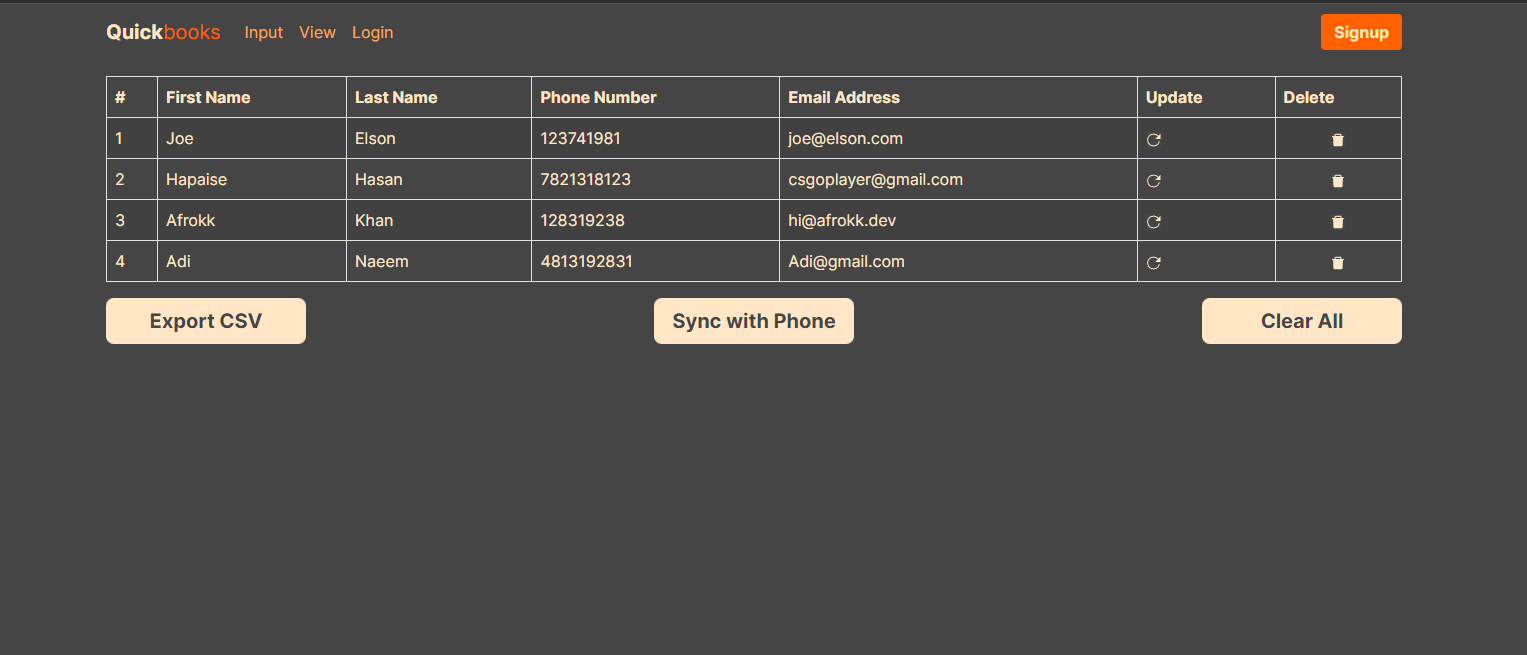 Quickbooks Input View Login Signup
# First Name Last Name Phone Number Email Address Update Delete
1 Joe Elson 123741981 joe@elson.com
2 Hapaise Hasan 7821318123 csgoplayer@gmail.com
3 Afrokk Khan 128319238 hi@afrokk.dev
4 Adi Naeem 4813192831 Adi@gmail.com
Export CSV Sync with Phone Clear All